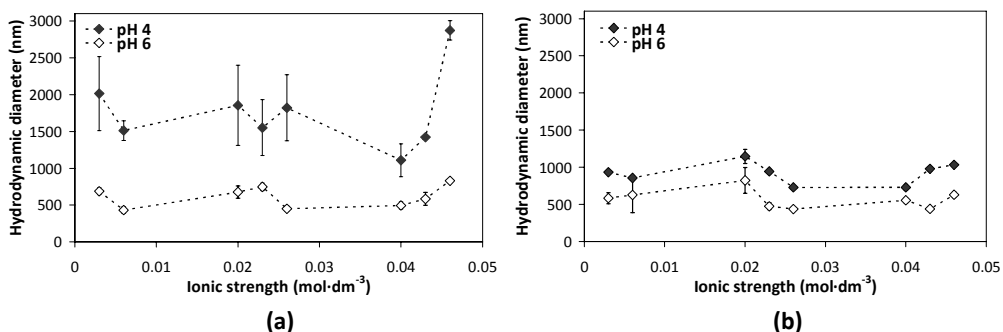 Hydrodynamic diameter (nm)
3000
2500
2000
1500
1000
500
0
pH 4
pH 6
0 0.01 0.02 0.03 0.04 0.05
Ionic strength (mol·dm-3)
(a)
Hydrodynamic diameter (nm)
3000
2500
2000
1500
1000
500
0
pH 4
pH 6
0 0.01 0.02 0.03 0.04 0.05
Ionic strength (mol·dm-3)
(b)